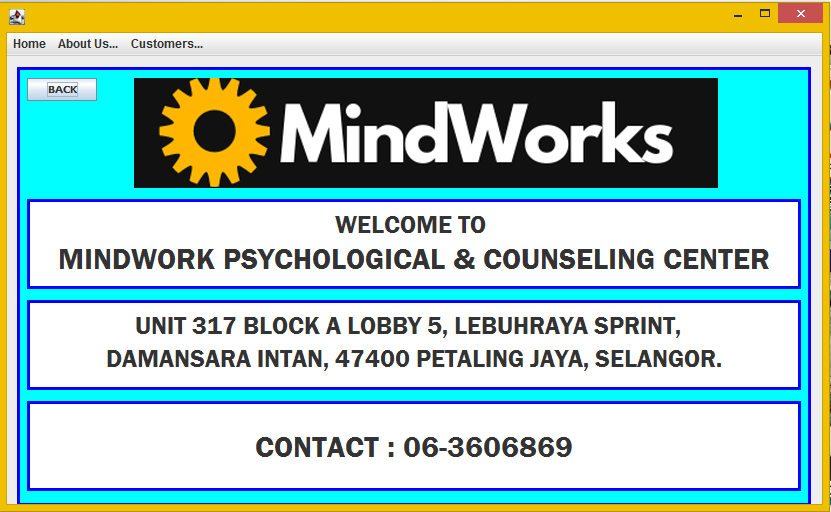 Home About Us... Customers...
BACK
MindWorks
WELCOME TO
MINDWORK PSYCHOLOGICAL & COUNSELING CENTER
UNIT 317 BLOCK A LOBBY 5, LEBUHRAYA SPRINT,
DAMANSARA INTAN, 47400 PETALING JAYA, SELANGOR.
CONTACT : 06-3606869